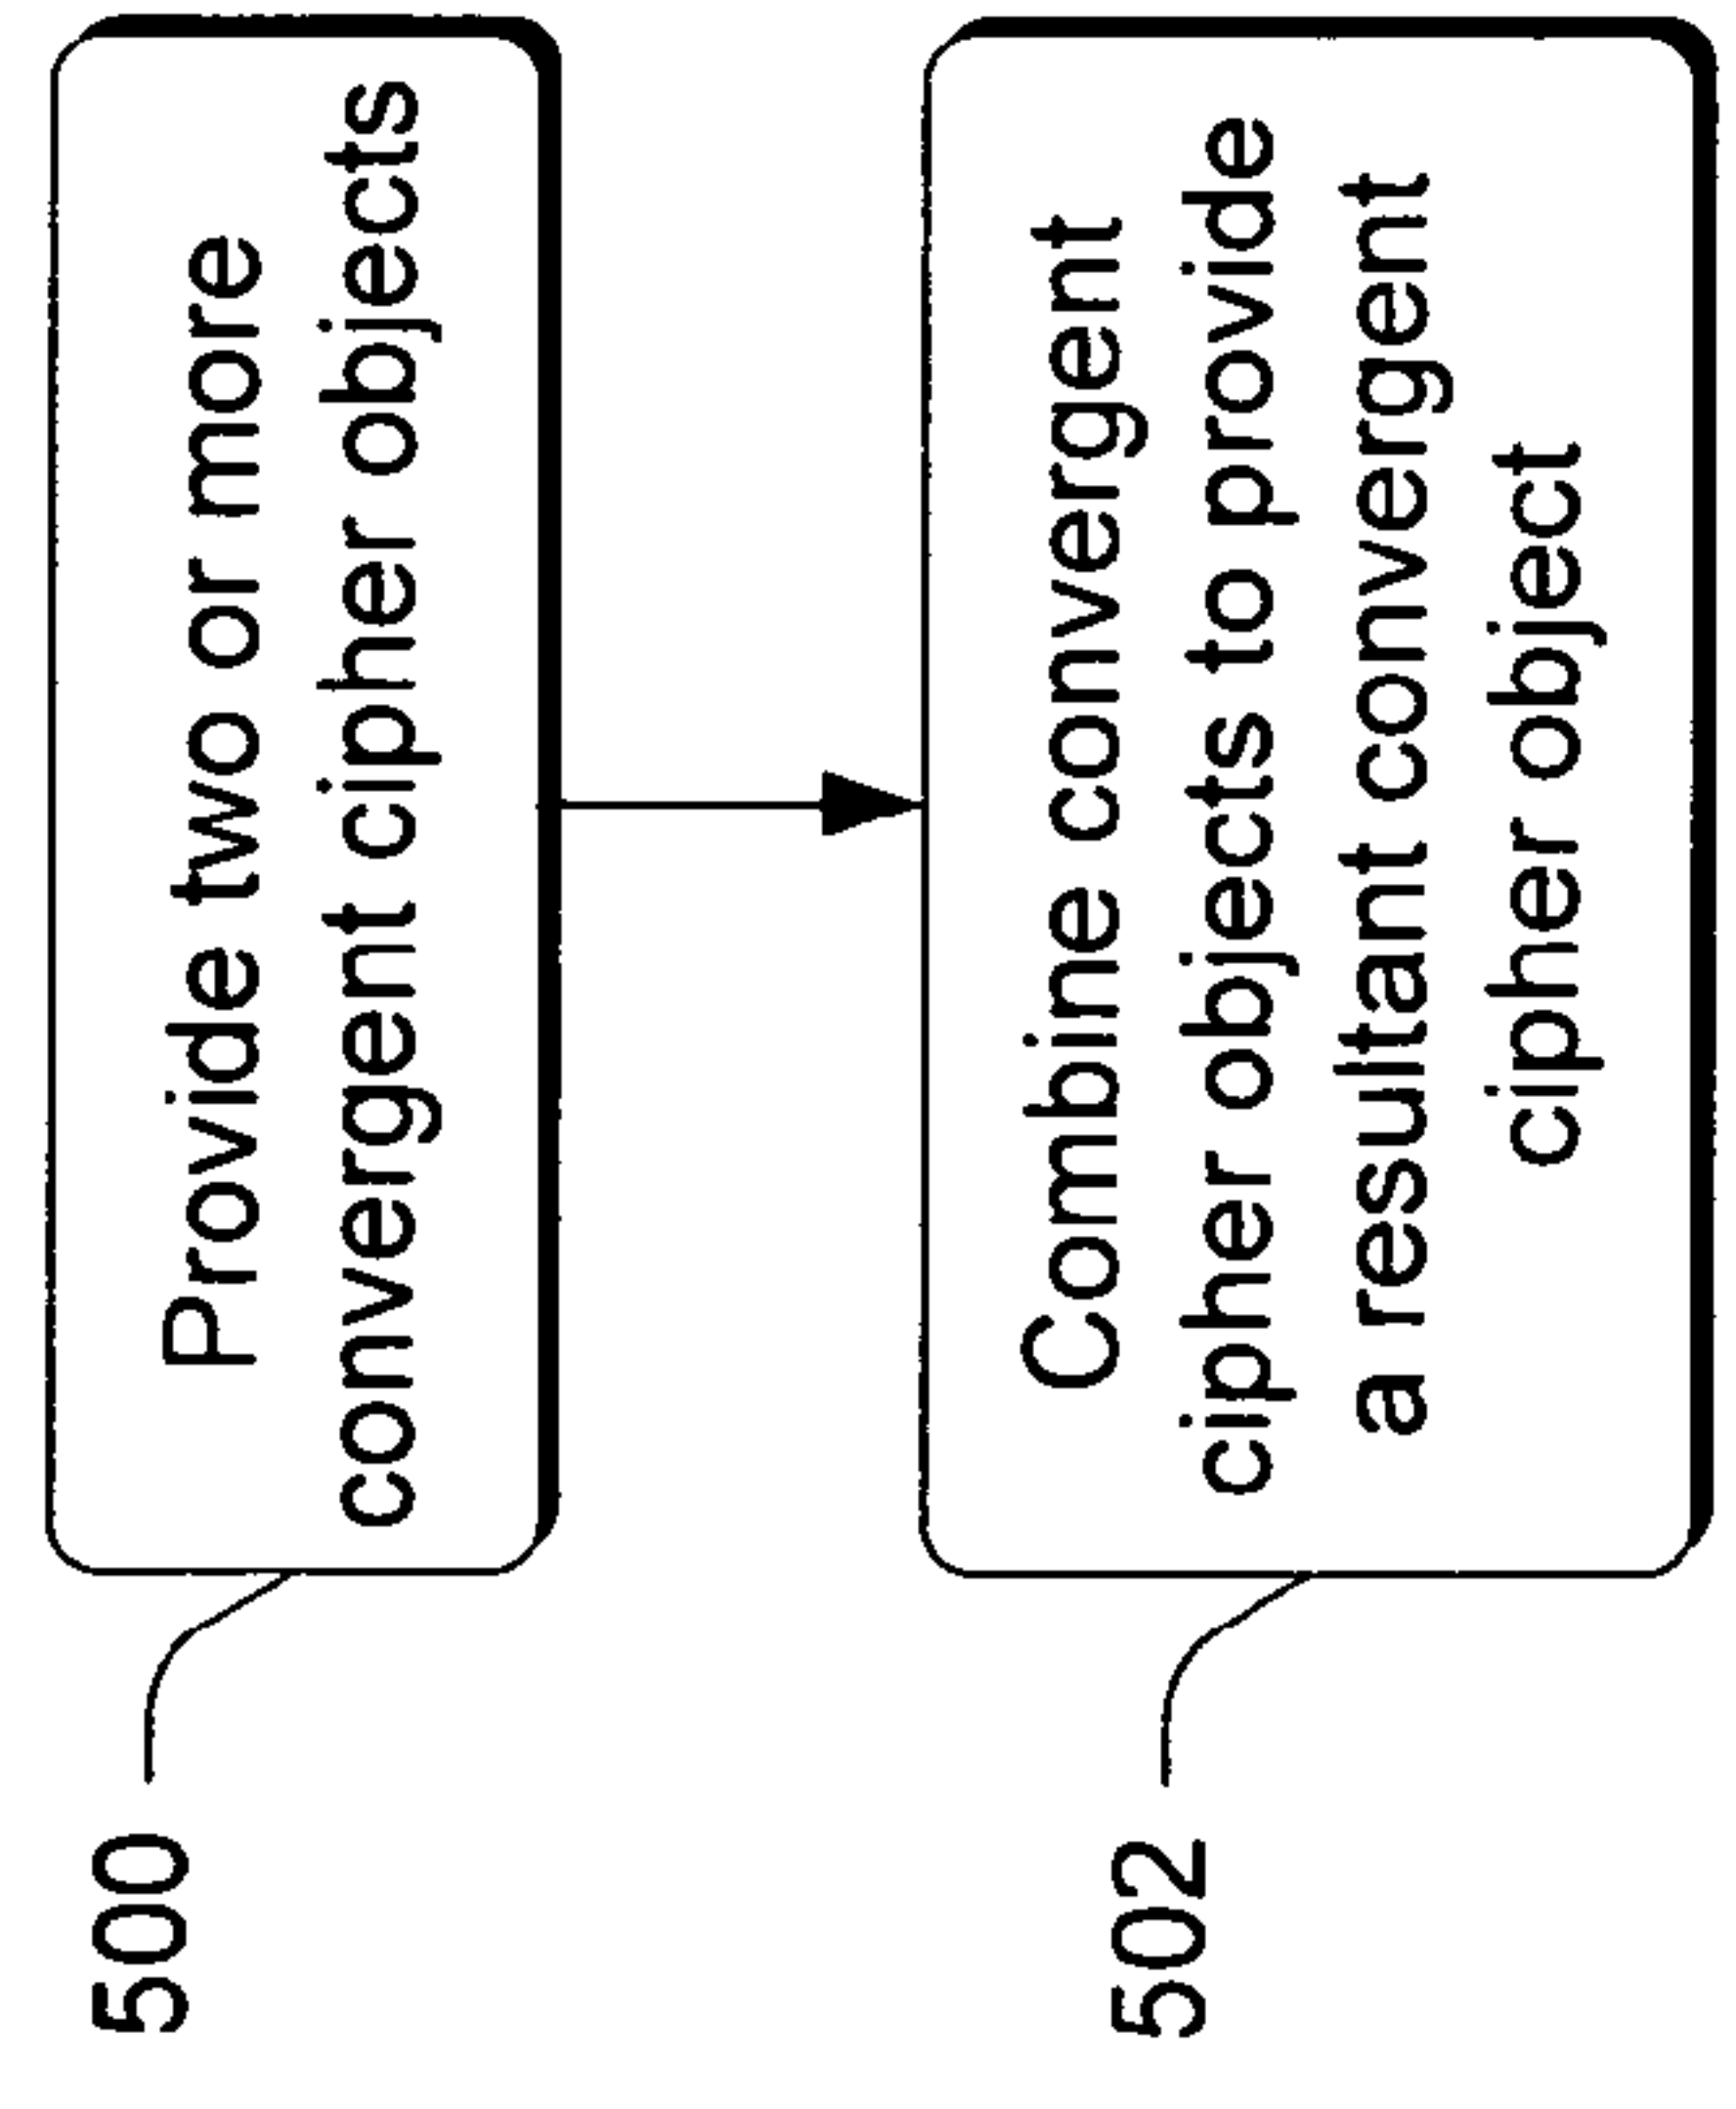 500
Provide two or more
convergent cipher objects
502
Combine convergent
cipher objects to provide
a resultant convergent
cipher object